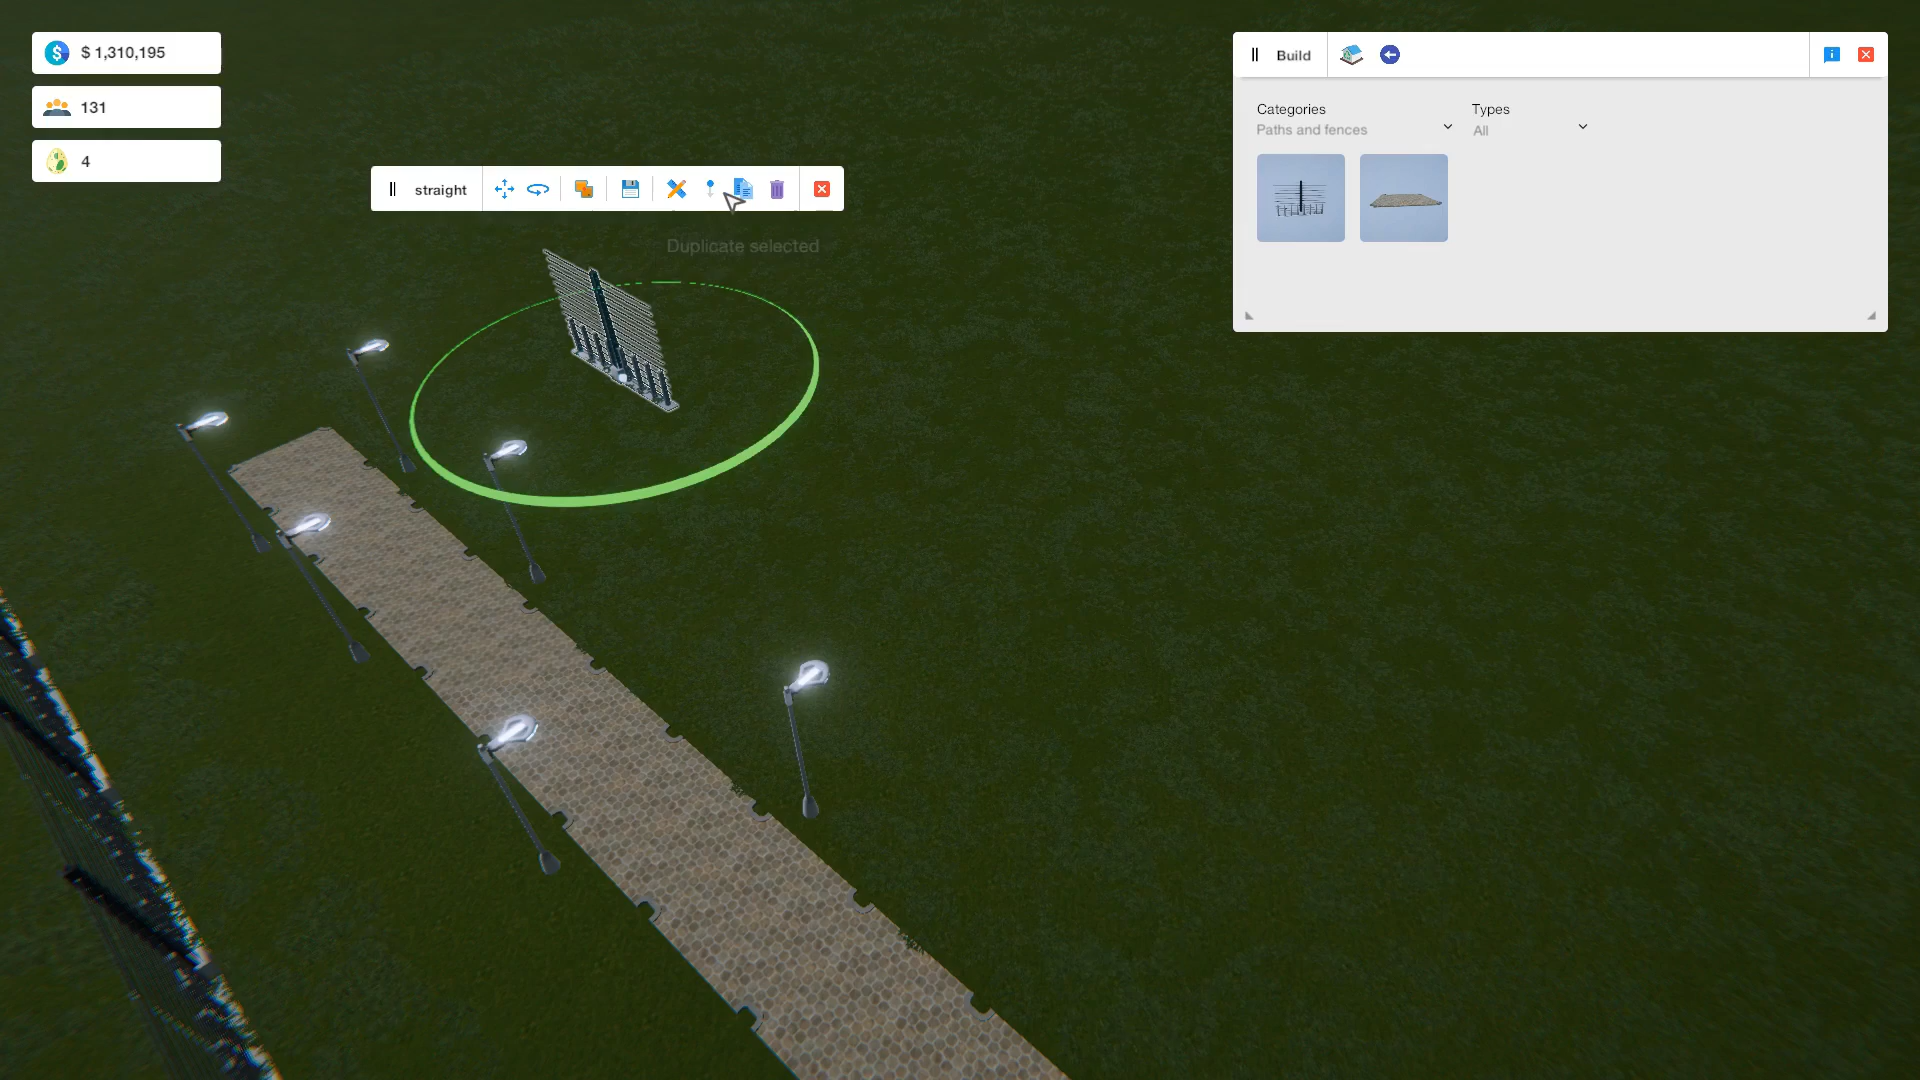 $ 1,310,195
131
4
straight
Duplicate selected
Build
Categories
Paths and fences
Types
All